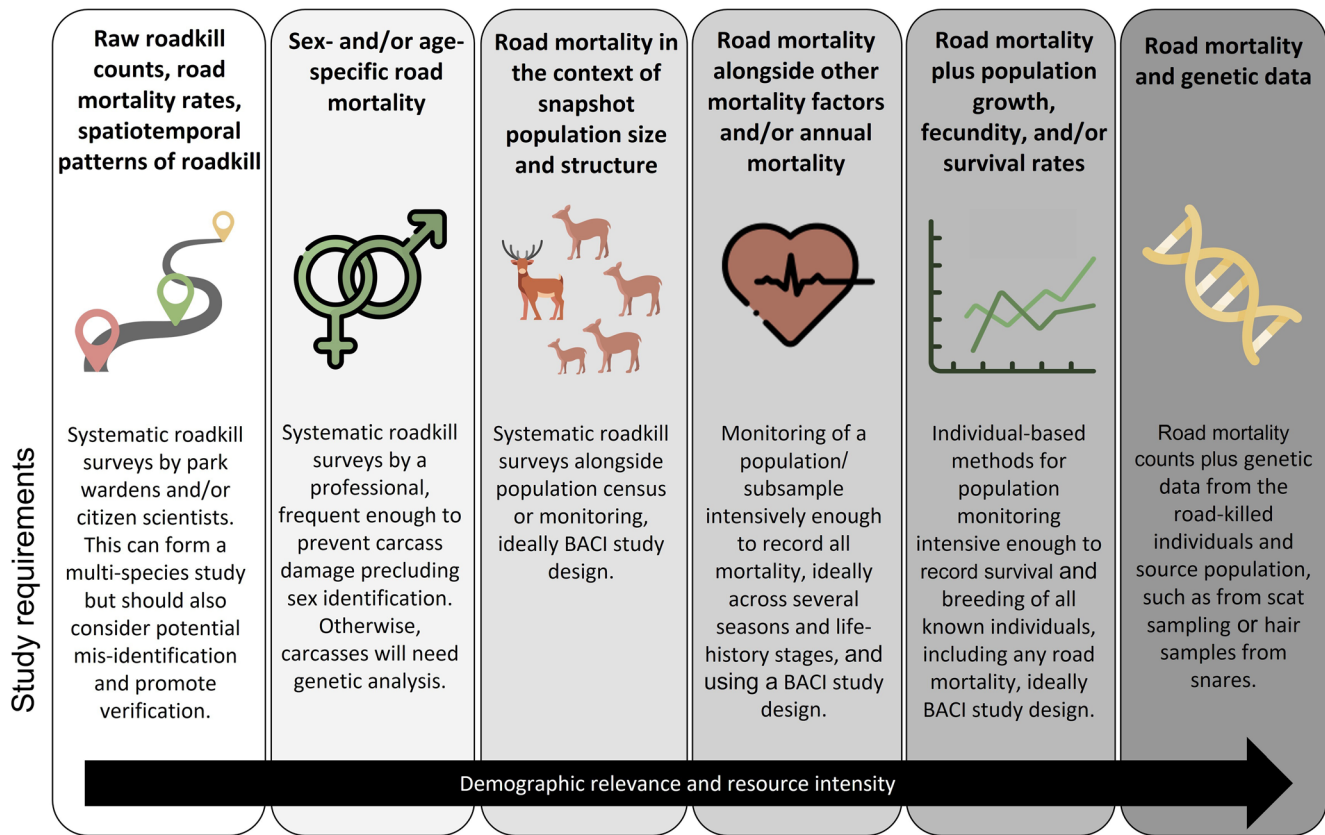 Raw roadkill
counts, road
mortality rates,
spatiotemporal
patterns of roadkill
Sex- and/or age-
specific road
mortality
Road mortality in
the context of
snapshot
population size
and structure
Road mortality
alongside other
mortality factors
and/or annual
mortality
Road mortality
plus population
growth,
fecundity, and/or
survival rates
Road mortality
and genetic data
Study requirements
Systematic roadkill
surveys by park
wardens and/or
citizen scientists.
This can form a
multi-species study
but should also
consider potential
mis-identification
and promote
verification.
Systematic roadkill
surveys by a
professional,
frequent enough to
prevent carcass
damage precluding
sex identification.
Otherwise,
carcasses will need
genetic analysis.
Systematic roadkill
surveys alongside
population census
or monitoring,
ideally BACI study
design.
Monitoring of a
population/
subsample
intensively enough
to record all
mortality, ideally
across several
seasons and life-
history stages, and
using a BACI study
design.
Individual-based
methods for
population
monitoring
intensive enough to
record survival and
breeding of all
known individuals,
including any road
mortality, ideally
BACI study design.
Road mortality
counts plus genetic
data from the
road-killed
individuals and
source population,
such as from scat
sampling or hair
samples from
snares.
Demographic relevance and resource intensity